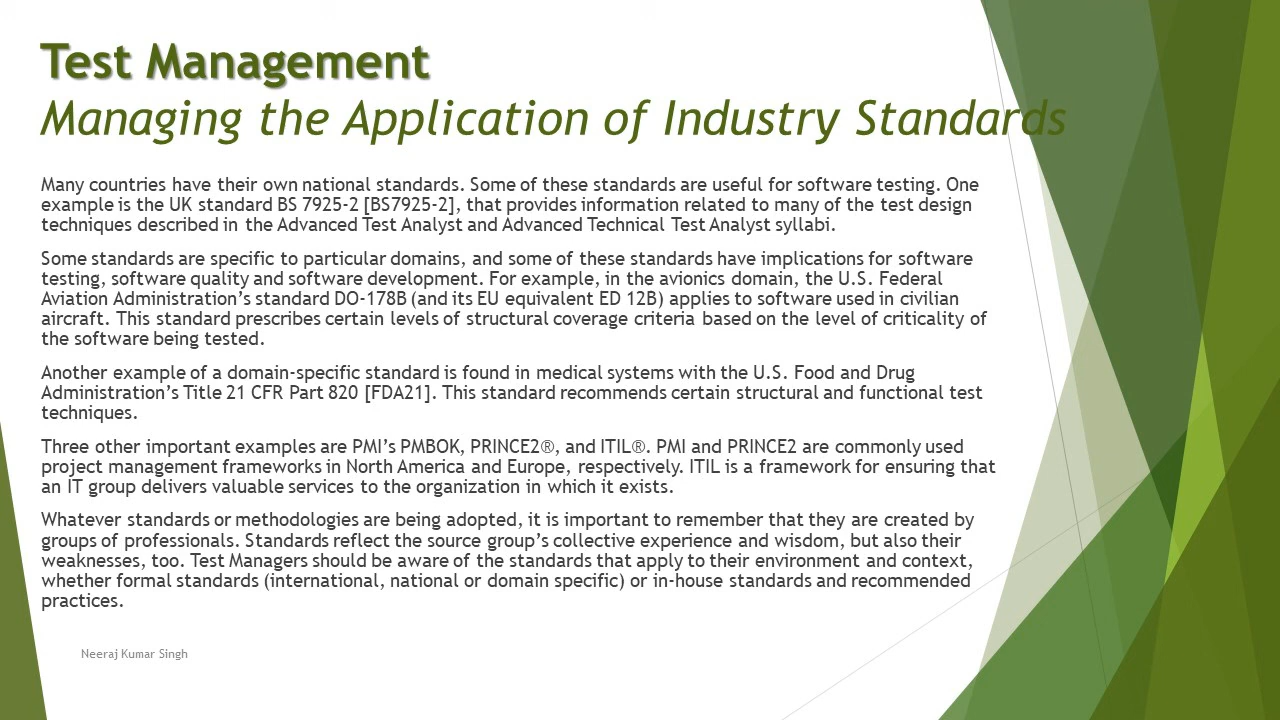 Test Management
Managing the Application of Industry Standards
Many countries have their own national standards. Some of these standards are useful for software testing. One
example is the UK standard BS 7925-2 [BS7925-2], that provides information related to many of the test design
techniques described in the Advanced Test Analyst and Advanced Technical Test Analyst syllabi.
Some standards are specific to particular domains, and some of these standards have implications for software
testing, software quality and software development. For example, in the avionics domain, the U.S. Federal
Aviation Administration’s standard DO-178B (and its EU equivalent ED 12B) applies to software used in civilian
aircraft. This standard prescribes certain levels of structural coverage criteria based on the level of criticality of
the software being tested.
Another example of a domain-specific standard is found in medical systems with the U.S. Food and Drug
Administration’s Title 21 CFR Part 820 [FDA21]. This standard recommends certain structural and functional test
techniques.
Three other important examples are PMI’s PMBOK, PRINCE2®, and ITIL®. PMI and PRINCE2 are commonly used
project management frameworks in North America and Europe, respectively. ITIL is a framework for ensuring that
an IT group delivers valuable services to the organization in which it exists.
Whatever standards or methodologies are being adopted, it is important to remember that they are created by
groups of professionals. Standards reflect the source group’s collective experience and wisdom, but also their
weaknesses, too. Test Managers should be aware of the standards that apply to their environment and context,
whether formal standards (international, national or domain specific) or in-house standards and recommended
practices.
Neeraj Kumar Singh